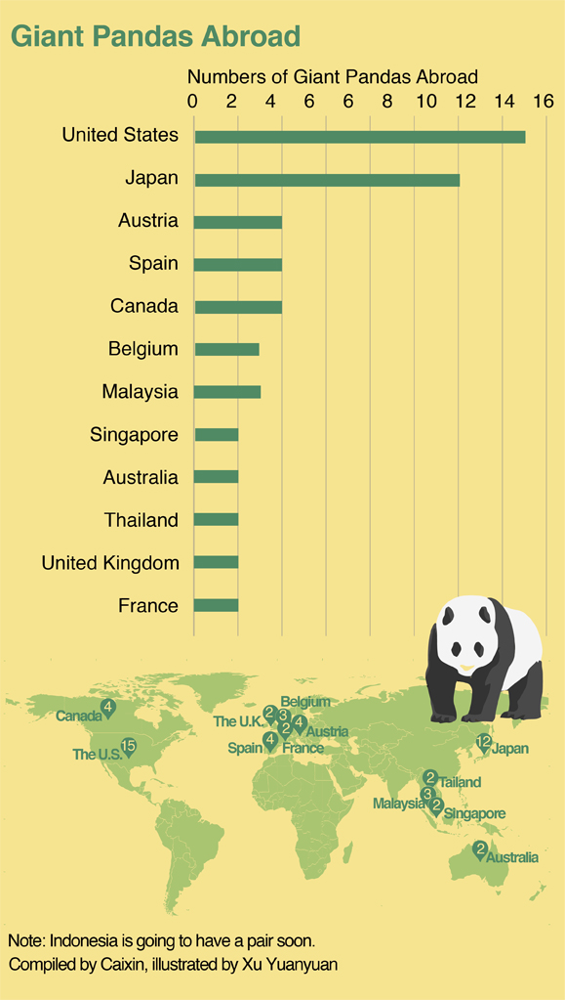 Giant Pandas Abroad
Numbers of Giant Pandas Abroad
0 2 4 6 6 8 10 12 14 16
United States
Japan
Austria
Spain
Canada
Belgium
Malaysia
Singapore
Australia
Thailand
United Kingdom
France
4
Canada
Belgium
2 3
The U.K.
4
2
Austria
4
Spain
France
15
The U.S.
12
Japan
2
Tailand
3
Malaysia
2
Singapore
2
Australia
Note: Indonesia is going to have a pair soon.
Compiled by Caixin, illustrated by Xu Yuanyuan